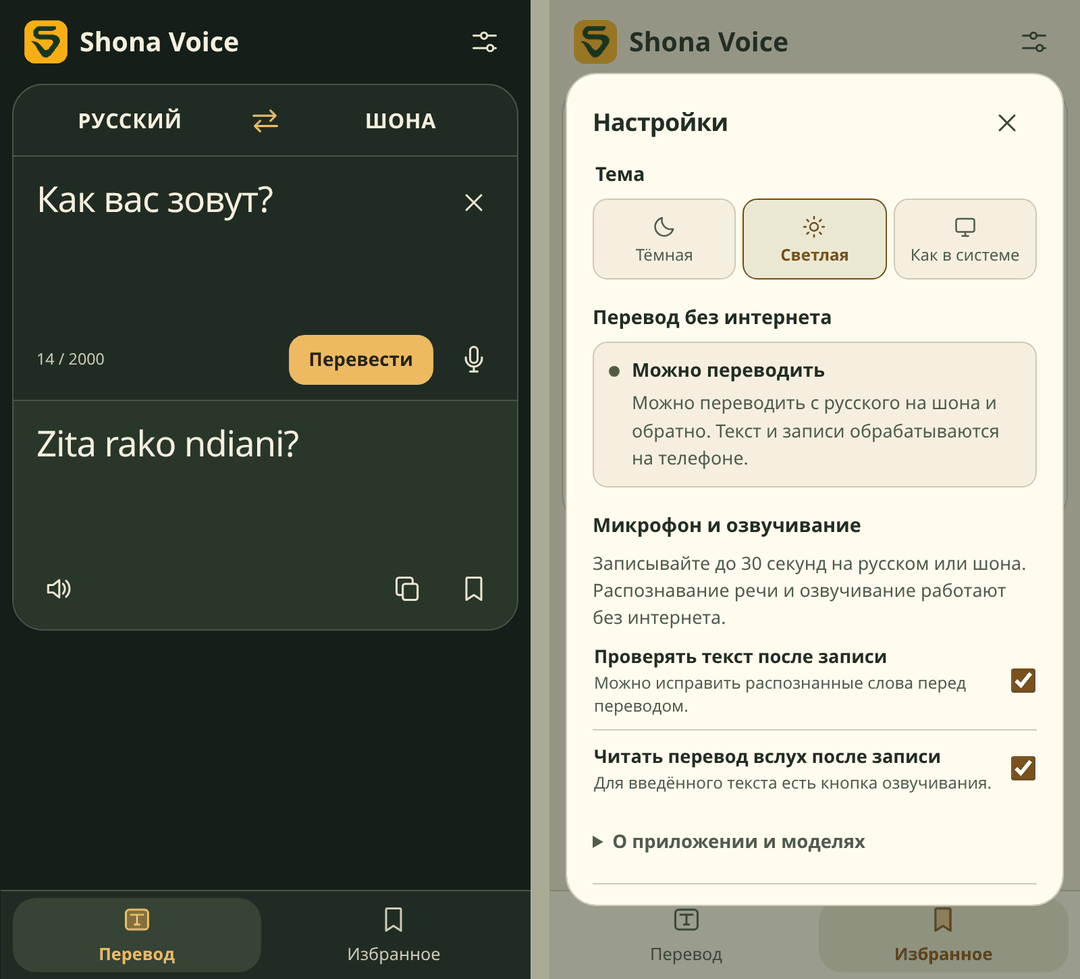 Shona Voice
РУССКИЙ
ШОНА
Как вас зовут?
14 / 2000
Перевести
Zita rako ndiani?
Перевод
Избранное
Shona Voice
Настройки
Тема
Тёмная
Светлая
Как в системе
Перевод без интернета
Можно переводить
Можно переводить с русского на шона и
обратно. Текст и записи обрабатываются
на телефоне.
Микрофон и озвучивание
Записывайте до 30 секунд на русском или шона.
Распознавание речи и озвучивание работают
без интернета.
Проверять текст после записи
Можно исправить распознанные слова перед
переводом.
Читать перевод вслух после записи
Для введённого текста есть кнопка озвучивания.
О приложении и моделях
Перевод
Избранное